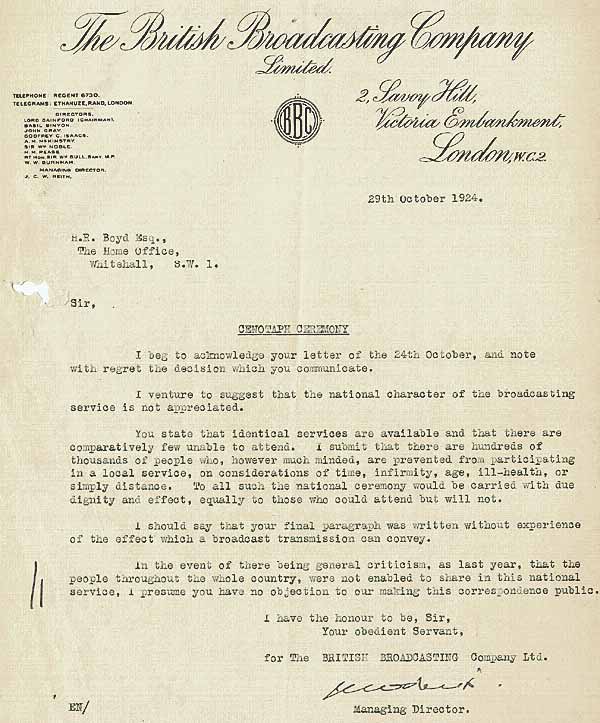 The British Broadcasting Company
Limited.
TELEPHONE REGENT 6730.
TELEGRAMS: ETHANUZE, RAND, LONDON
DIRECTORS.
LORD GAINFORD (CHAIRMAN).
BASIL BINYON.
JOHN GRAY.
GODFREY C. ISAACS.
A. M. McKINSTRY.
SIR Wm NOBLE.
H. M. PEASE.
RT HON. SIR Wm BULL, BART. M.P.
W. W. BURNHAM.
MANAGING DIRECTOR.
J. C. W. REITH.
BBC
2, Savoy Hill,
Victoria Embankment,
London, W.C.2.
29th October 1924.
H.R. Boyd Esq.,
The Home Office,
Whitehall, S.W. 1.
Sir,
CENOTAPH CEREMONY
I beg to acknowledge your letter of the 24th October, and note
with regret the decision which you communicate.
I venture to suggest that the national character of the broadcasting
service is not appreciated.
You state that identical services are available and that there are
comparatively few unable to attend. I submit that there are hundreds of
thousands of people who, however much minded, are prevented from participating
in a local service, on considerations of time, infirmity, age, ill-health, or
simply distance. To all such the national ceremony would be carried with due
dignity and effect, equally to those who could attend but will not.
I should say that your final paragraph was written without experience
of the effect which a broadcast transmission can convey.
In the event of there being general criticism, as last year, that the
people throughout the whole country, were not enabled to share in this national
service, I presume you have no objection to our making this correspondence public.
I have the honour to be, Sir,
Your obedient Servant,
for The BRITISH BROADCASTING Company Ltd.
Managing Director.
EN/